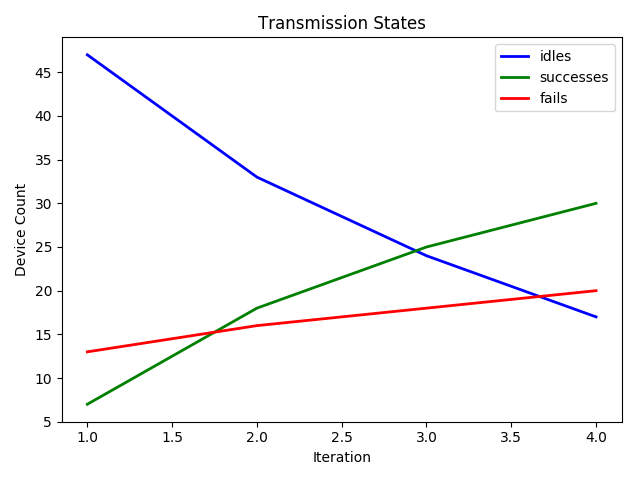 Transmission States
idles
successes
fails
Device Count
45
40
35
30
25
20
15
10
5
1.0 1.5 2.0 2.5 3.0 3.5 4.0
Iteration